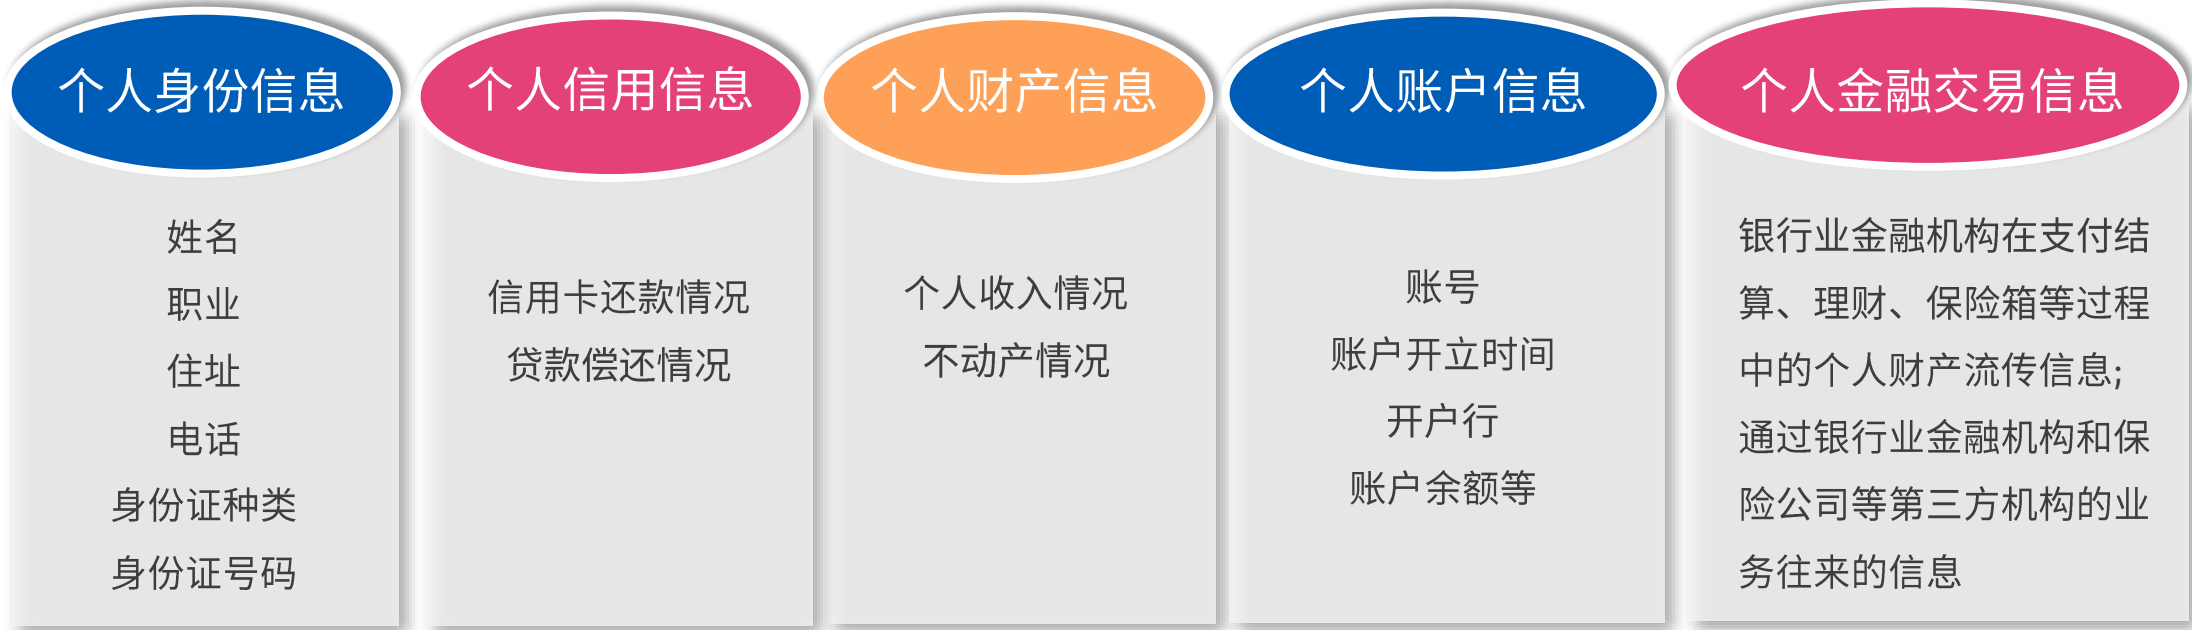 个人身份信息
姓名
职业
住址
电话
身份证种类
身份证号码
个人信用信息
信用卡还款情况
贷款偿还情况
个人财产信息
个人收入情况
不动产情况
个人账户信息
账号
账户开立时间
开户行
账户余额等
个人金融交易信息
银行业金融机构在支付结
算、理财、保险箱等过程
中的个人财产流传信息;
通过银行业金融机构和保
险公司等第三方机构的业
务往来的信息